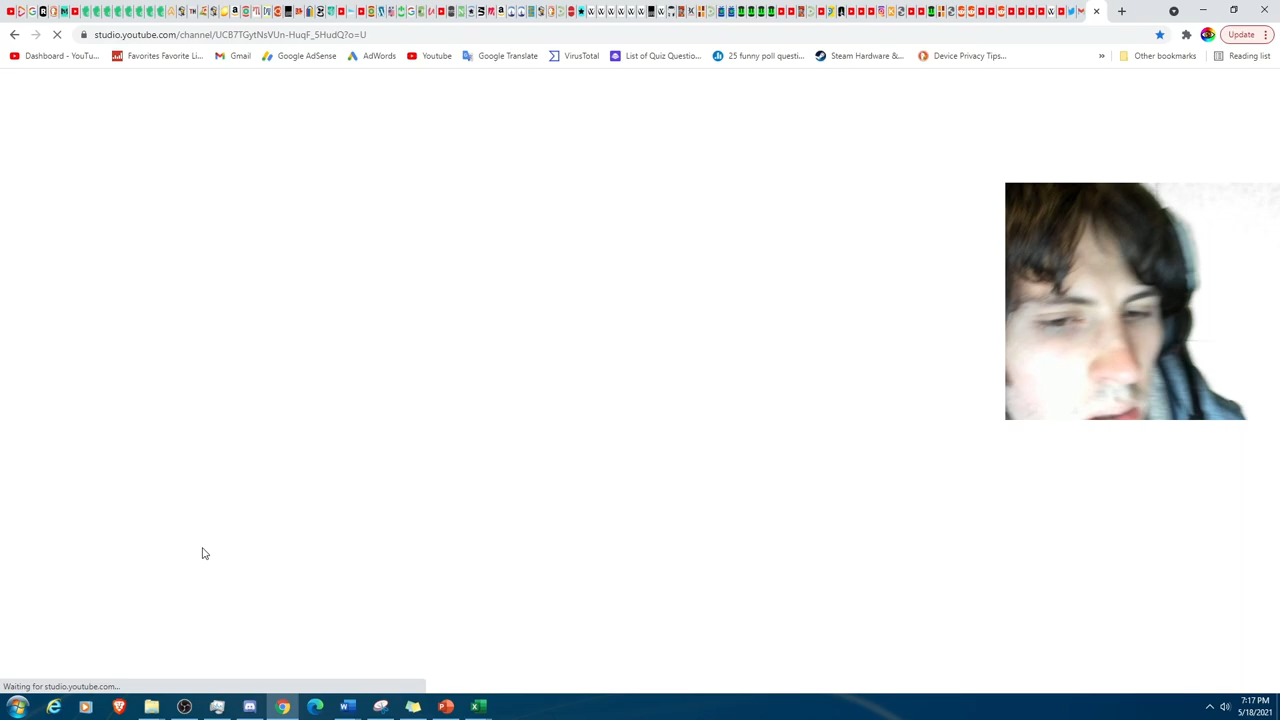 studio.youtube.com/channel/UCB7TGytNsVUn-HuqF_5HudQ?o=U
Update
Dashboard - YouTu...
Favorites Favorete Li...
Gmail
Google AdSense
AdWords
Youtube
Google Translate
VirusTotal
List of Quiz Questio...
25 funny poll questi...
Steam Hardware &...
Device Privacy Tips...
»
Other bookmarks
Reading list
Waiting for studio.youtube.com...
7:17 PM
5/18/2021